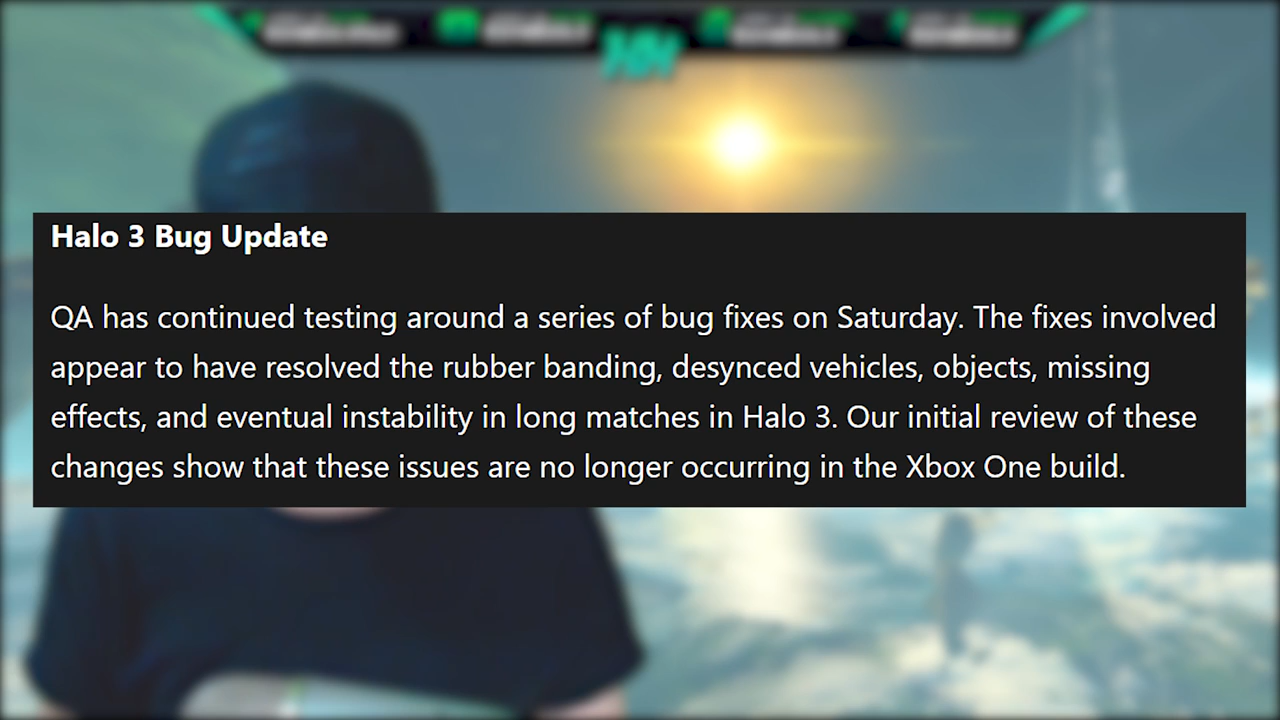 Halo 3 Bug Update
QA has continued testing around a series of bug fixes on Saturday. The fixes involved
appear to have resolved the rubber banding, desynced vehicles, objects, missing
effects, and eventual instability in long matches in Halo 3. Our initial review of these
changes show that these issues are no longer occurring in the Xbox One build.